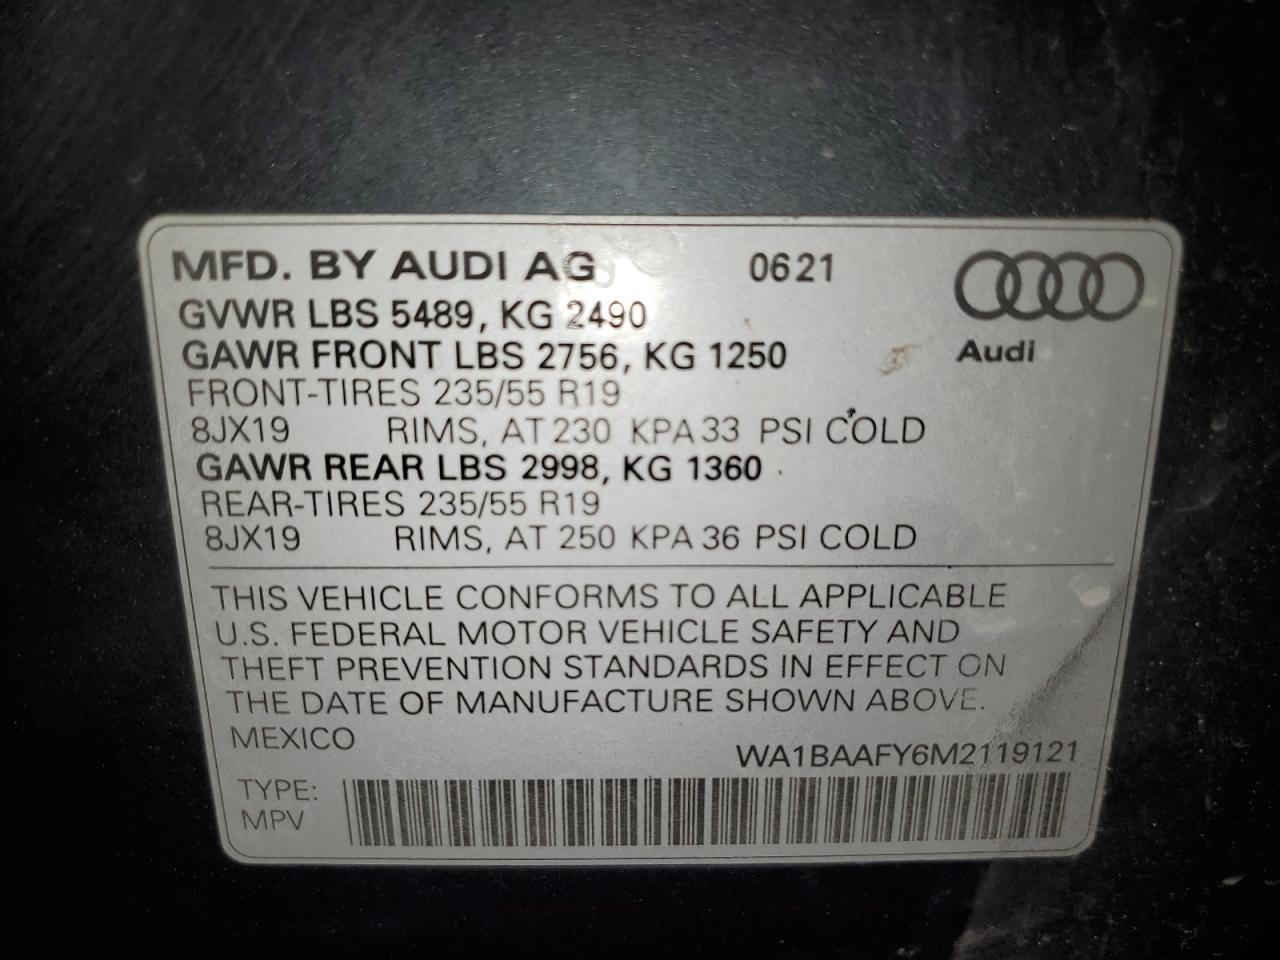 MFD. BY AUDI AG 0621
GVWR LBS 5489, KG 2490
GAWR FRONT LBS 2756, KG 1250
Audi
FRONT-TIRES 235/55 R19
8JX19 RIMS, AT 230 KPA 33 PSI COLD
GAWR REAR LBS 2998, KG 1360
REAR-TIRES 235/55 R19
8JX19 RIMS, AT 250 KPA 36 PSI COLD
THIS VEHICLE CONFORMS TO ALL APPLICABLE
U.S. FEDERAL MOTOR VEHICLE SAFETY AND
THEFT PREVENTION STANDARDS IN EFFECT ON
THE DATE OF MANUFACTURE SHOWN ABOVE.
MEXICO
WA1BAAFY6M2119121
TYPE:
MPV